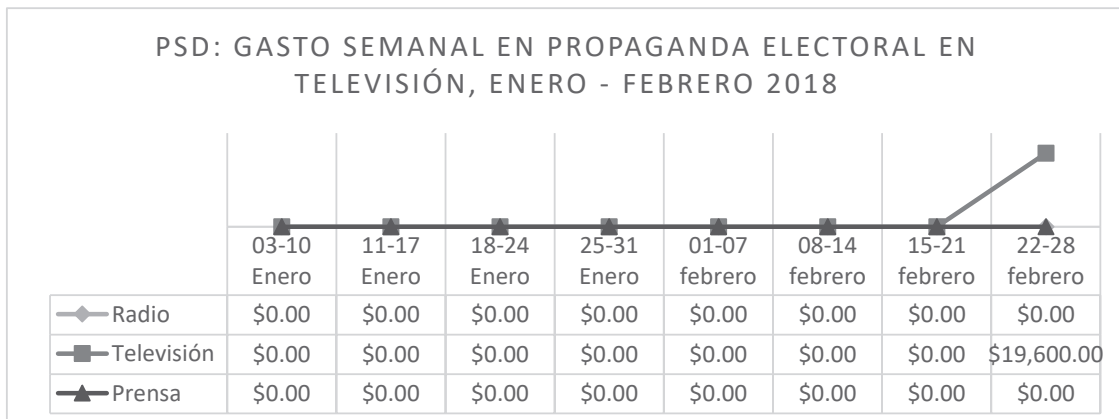 PSD: GASTO SEMANAL EN PROPAGANDA ELECTORAL EN
TELEVISIÓN, ENERO - FEBRERO 2018
03-10 Enero 11-17 Enero 18-24 Enero 25-31 Enero 01-07 febrero 08-14 febrero 15-21 febrero 22-28 febrero
Radio $0.00 $0.00 $0.00 $0.00 $0.00 $0.00 $0.00 $0.00
Televisión $0.00 $0.00 $0.00 $0.00 $0.00 $0.00 $0.00 $19,600.00
Prensa $0.00 $0.00 $0.00 $0.00 $0.00 $0.00 $0.00 $0.00